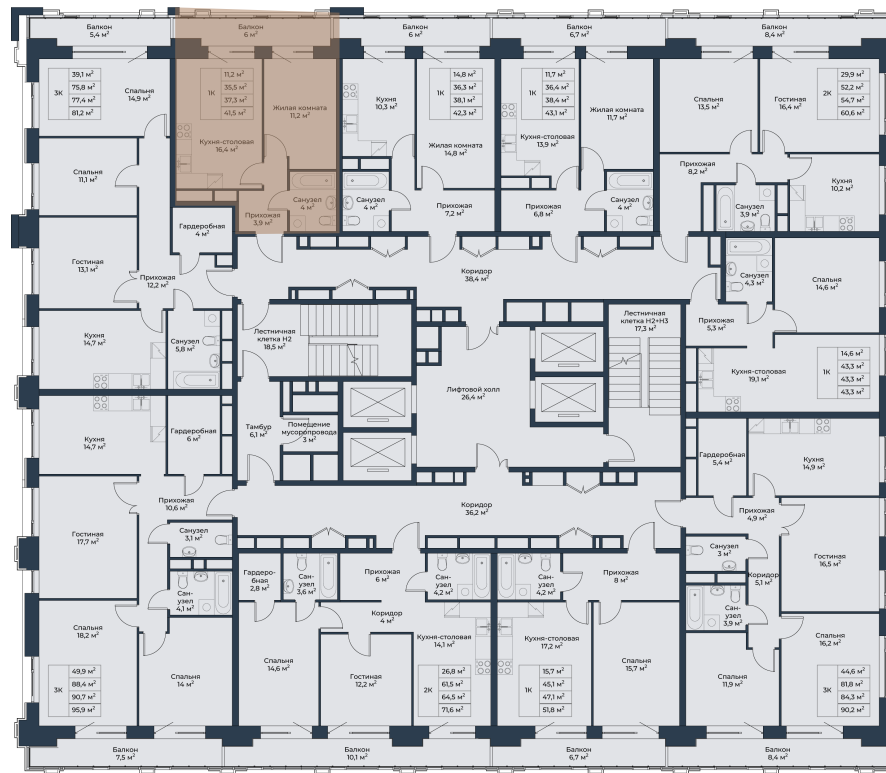 Балкон
5,4 м²
Балкон
6 м²
Балкон
6 м²
Балкон
6,7 м²
Балкон
8,4 м²
3К
39,1 м²
75,8 м²
77,4 м²
81,2 м²
Спальня
14,9 м²
1К
11,2 м²
35,5 м²
37,3 м²
41,5 м²
Жилая комната
11,2 м²
Кухня-столовая
16,4 м²
Кухня
10,3 м²
1К
14,8 м²
36,3 м²
38,1 м²
42,3 м²
Жилая комната
14,8 м²
1К
11,7 м²
36,4 м²
38,4 м²
43,1 м²
Кухня-столовая
13,9 м²
Жилая комната
11,7 м²
Спальня
13,5 м²
Гостиная
16,4 м²
2К
29,9 м²
52,2 м²
54,7 м²
60,6 м²
Спальня
11,1 м²
Прихожая
8,2 м²
Кухня
10,2 м²
Санузел
4 м²
Прихожая
3,9 м²
Санузел
4 м²
Прихожая
7,2 м²
Прихожая
6,8 м²
Санузел
4 м²
Санузел
3,9 м²
Гардеробная
4 м²
Гостиная
13,1 м²
Прихожая
12,2 м²
Коридор
38,4 м²
Санузел
4,3 м²
Спальня
14,6 м²
Кухня
14,7 м²
Санузел
5,8 м²
Лестничная
клетка Н2
18,5 м²
Лестничная
клетка Н2+Н3
17,3 м²
Прихожая
5,3 м²
Кухня-столовая
19,1 м²
1К
14,6 м²
43,3 м²
43,3 м²
43,3 м²
Лифтовой холл
26,4 м²
Кухня
14,7 м²
Гардеробная
6 м²
Тамбур
6,1 м²
Помещение
мусоропровода
3 м²
Гардеробная
5,4 м²
Кухня
14,9 м²
Прихожая
10,6 м²
Коридор
36,2 м²
Прихожая
4,9 м²
Гостиная
17,7 м²
Санузел
3,1 м²
Санузел
3 м²
Гостиная
16,5 м²
Сан-
узел
4,1 м²
Гардеро-
бная
2,8 м²
Сан-
узел
3,6 м²
Прихожая
6 м²
Сан-
узел
4,2 м²
Сан-
узел
4,2 м²
Прихожая
8 м²
Коридор
5,1 м²
Сан-
узел
3,9 м²
Коридор
4 м²
Спальня
18,2 м²
Спальня
14 м²
3К
49,9 м²
88,4 м²
90,7 м²
95,9 м²
Спальня
14,6 м²
Гостиная
12,2 м²
Кухня-столовая
14,1 м²
2К
26,8 м²
61,5 м²
64,5 м²
71,6 м²
Кухня-столовая
17,2 м²
1К
15,7 м²
45,1 м²
47,1 м²
51,8 м²
Спальня
15,7 м²
Спальня
11,9 м²
Спальня
16,2 м²
3К
44,6 м²
81,8 м²
84,3 м²
90,2 м²
Балкон
7,5 м²
Балкон
10,1 м²
Балкон
6,7 м²
Балкон
8,4 м²